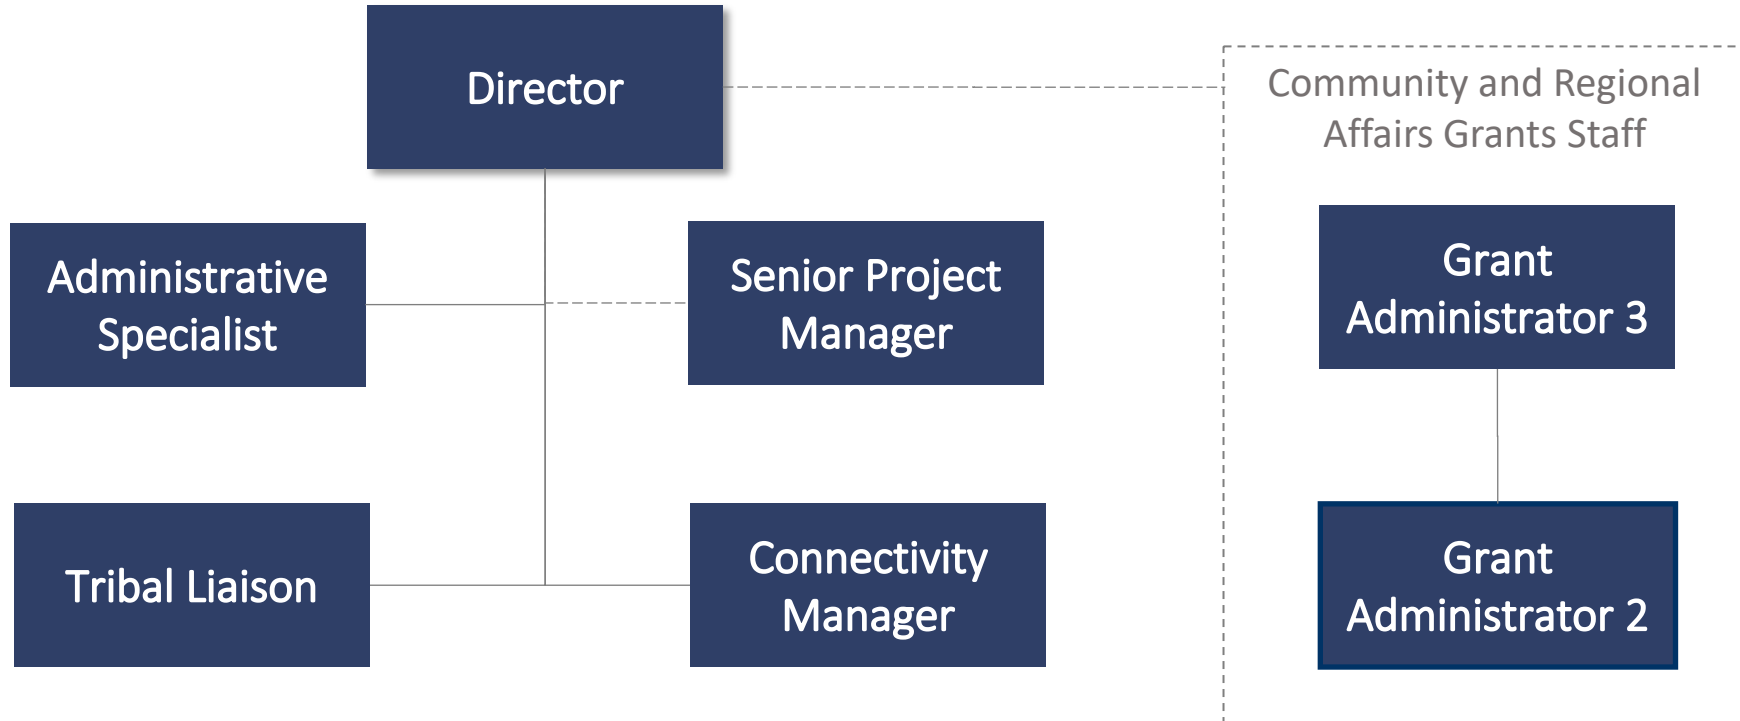 Director
Community and Regional
Affairs Grants Staff
Administrative
Specialist
Senior Project
Manager
Grant
Administrator 3
Tribal Liaison
Connectivity
Manager
Grant
Administrator 2